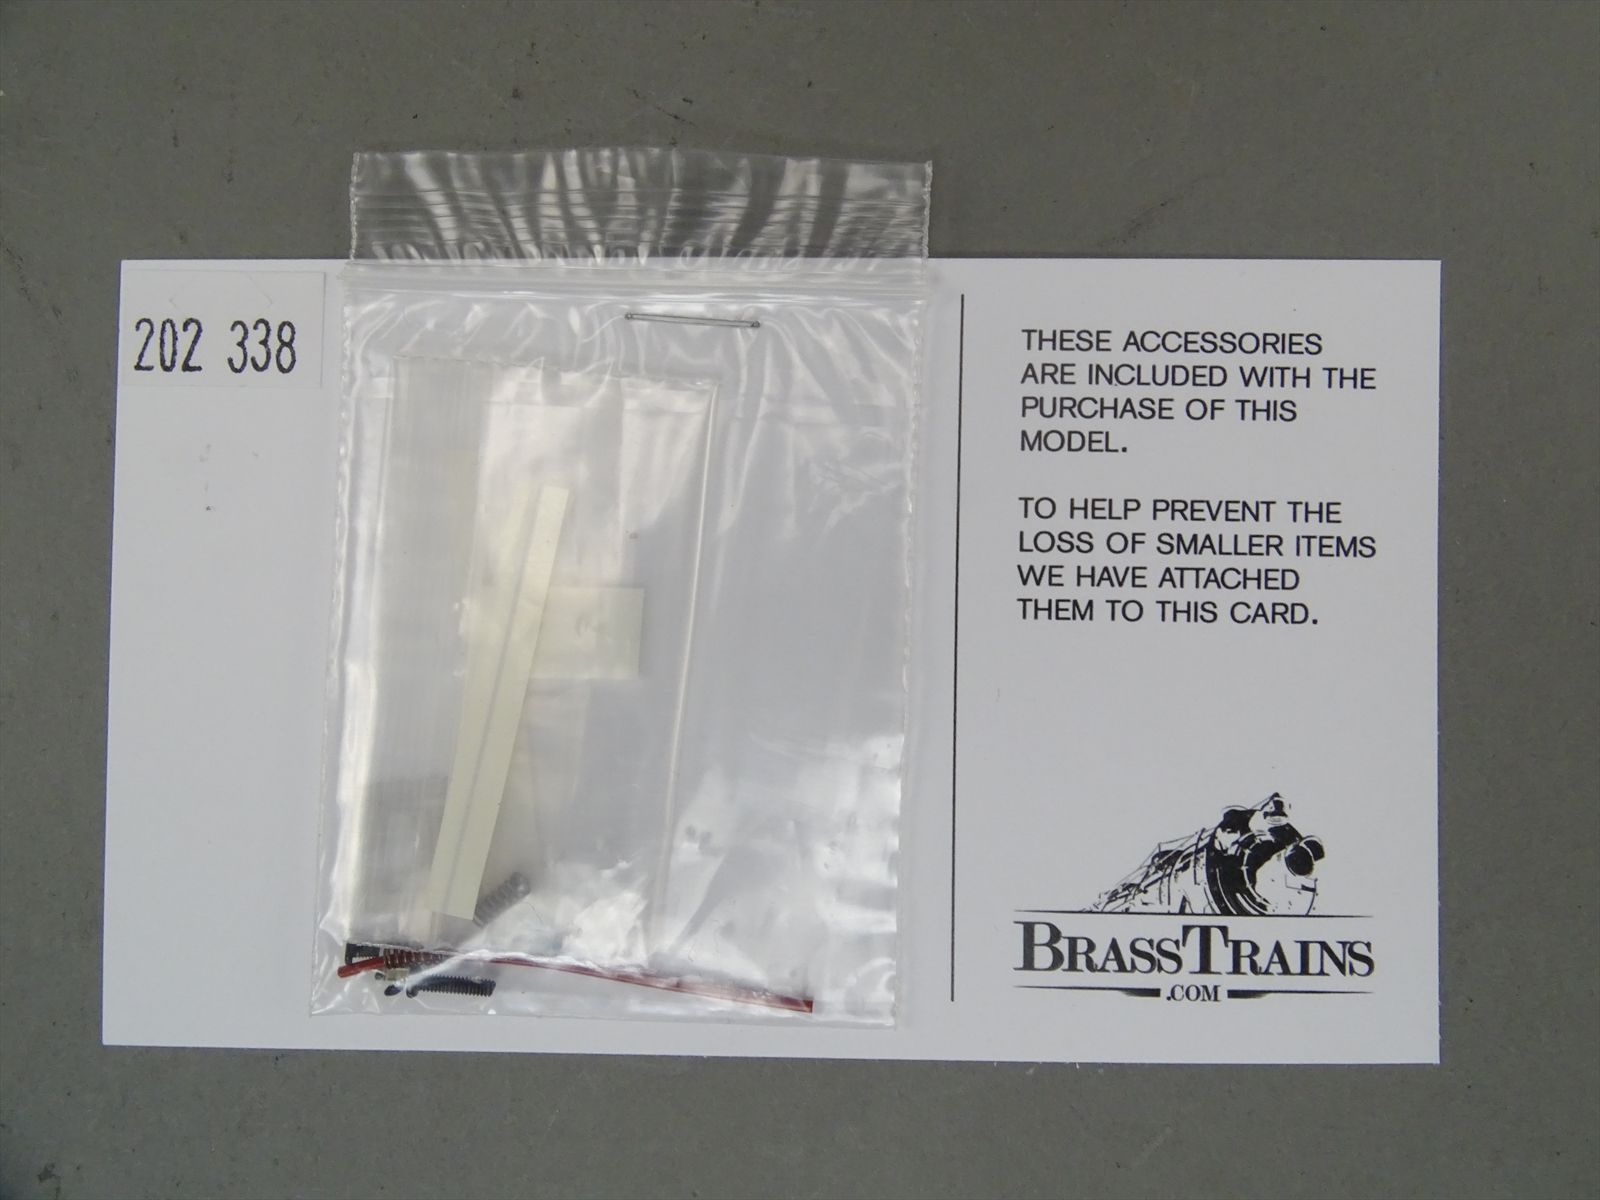 202 338
THESE ACCESSORIES
ARE INCLUDED WITH THE
PURCHASE OF THIS
MODEL.
TO HELP PREVENT THE
LOSS OF SMALLER ITEMS
WE HAVE ATTACHED
THEM TO THIS CARD.
BRASSTRAINS
.COM